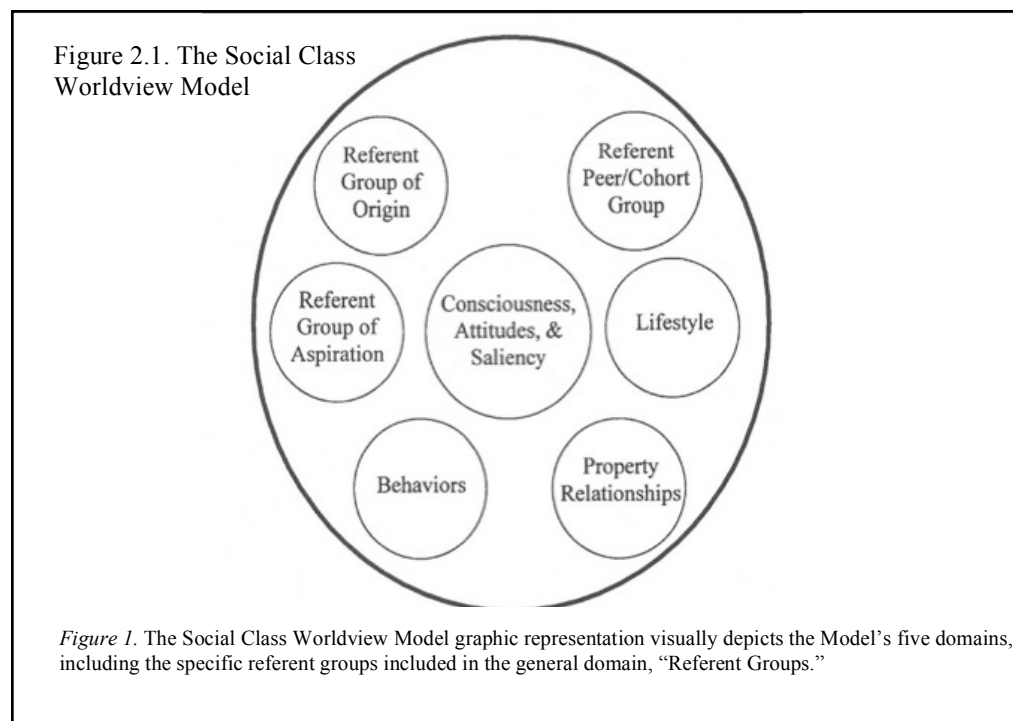 Figure 2.1. The Social Class
Worldview Model
Referent
Group of
Origin
Referent
Peer/Cohort
Group
Referent
Group of
Aspiration
Consciousness,
Attitudes, &
Saliency
Lifestyle
Behaviors
Property
Relationships
Figure 1. The Social Class Worldview Model graphic representation visually depicts the Model’s five domains,
including the specific referent groups included in the general domain, “Referent Groups.”